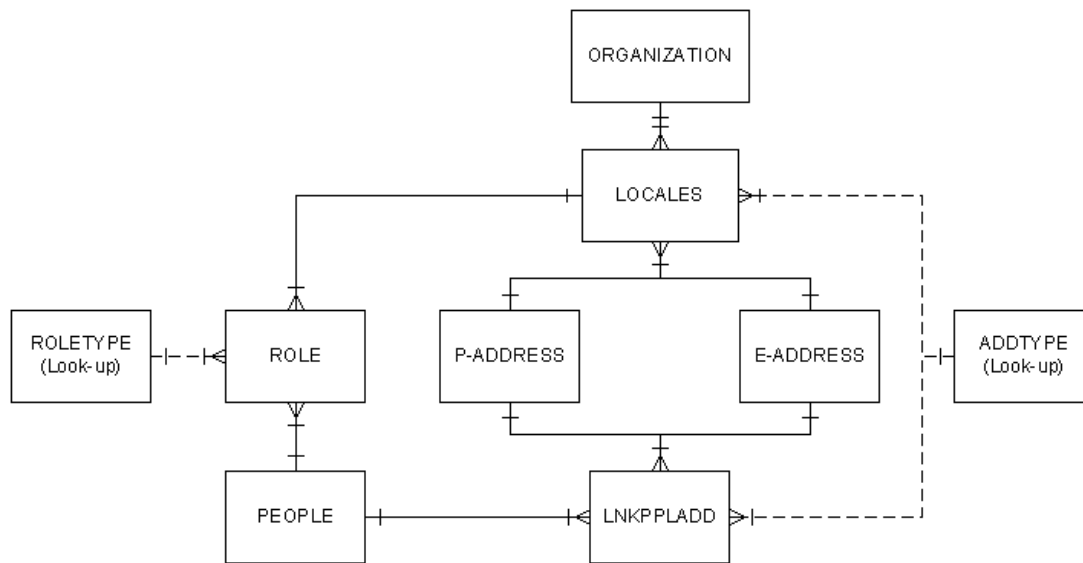 ORGANIZATION
LOCALES
ROLETYPE
(Look-up)
ROLE
P-ADDRESS
E-ADDRESS
ADDTYPE
(Look-up)
PEOPLE
LNKPPLADD